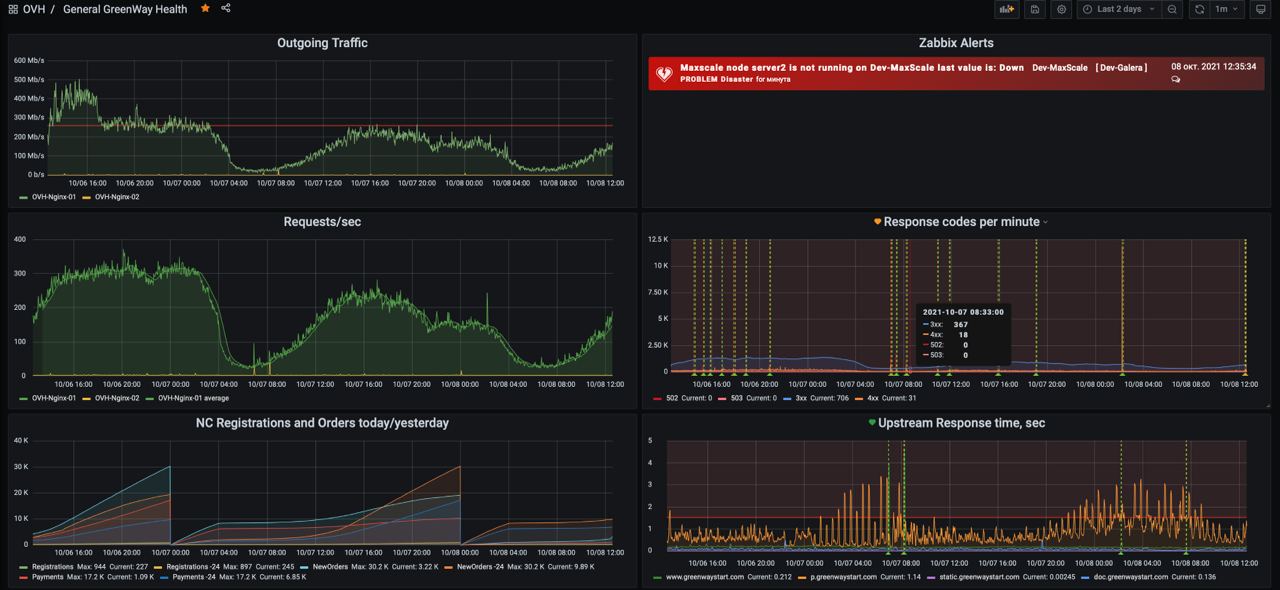 OVH / General GreenWay Health
Last 2 days
1m
Outgoing Traffic
600 Mb/s
500 Mb/s
400 Mb/s
300 Mb/s
200 Mb/s
100 Mb/s
0 b/s
10/06 16:00 10/06 20:00 10/07 00:00 10/07 04:00 10/07 08:00 10/07 12:00 10/07 16:00 10/07 20:00 10/08 00:00 10/08 04:00 10/08 08:00 10/08 12:00
OVH-Nginx-01 OVH-Nginx-02
Zabbix Alerts
Maxscale node server2 is not running on Dev-MaxScale last value is: Down Dev-MaxScale [ Dev-Galera ] 08 окт. 2021 12:35:34
PROBLEM Disaster for минута
Requests/sec
400
300
200
100
0
10/06 16:00 10/06 20:00 10/07 00:00 10/07 04:00 10/07 08:00 10/07 12:00 10/07 16:00 10/07 20:00 10/08 00:00 10/08 04:00 10/08 08:00 10/08 12:00
OVH-Nginx-01 OVH-Nginx-02 OVH-Nginx-01 average
Response codes per minute
12.5 K
10 K
7.50 K
5 K
2.50 K
0
2021-10-07 08:33:00
3xx: 367
4xx: 18
502: 0
503: 0
10/06 16:00 10/06 20:00 10/07 00:00 10/07 04:00 10/07 08:00 10/07 12:00 10/07 16:00 10/07 20:00 10/08 00:00 10/08 04:00 10/08 08:00 10/08 12:00
502 Current: 0 503 Current: 0 3xx Current: 706 4xx Current: 31
NC Registrations and Orders today/yesterday
40 K
30 K
20 K
10 K
0
10/06 16:00 10/06 20:00 10/07 00:00 10/07 04:00 10/07 08:00 10/07 12:00 10/07 16:00 10/07 20:00 10/08 00:00 10/08 04:00 10/08 08:00 10/08 12:00
Registrations Max: 944 Current: 227 Registrations -24 Max: 897 Current: 245 NewOrders Max: 30.2 K Current: 3.22 K NewOrders -24 Max: 30.2 K Current: 9.89 K
Payments Max: 17.2 K Current: 1.09 K Payments -24 Max: 17.2 K Current: 6.85 K
Upstream Response time, sec
5
4
3
2
1
0
10/06 16:00 10/06 20:00 10/07 00:00 10/07 04:00 10/07 08:00 10/07 12:00 10/07 16:00 10/07 20:00 10/08 00:00 10/08 04:00 10/08 08:00 10/08 12:00
www.greenwaystart.com Current: 0.212 p.greenwaystart.com Current: 1.14 static.greenwaystart.com Current: 0.00245 doc.greenwaystart.com Current: 0.136